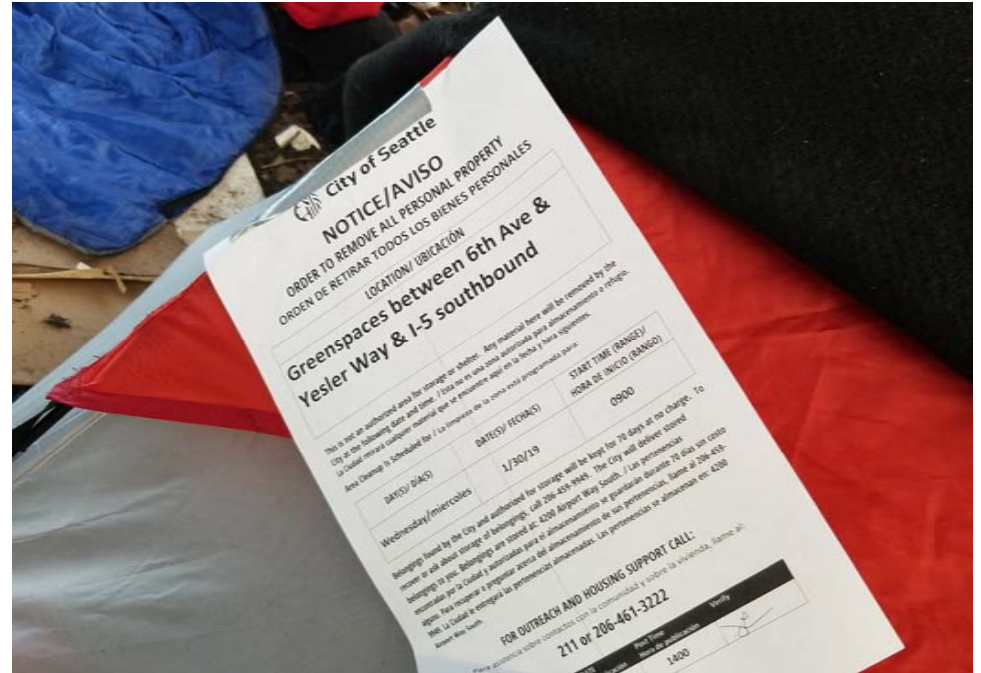 City of Seattle
NOTICE/AVISO
ORDER TO REMOVE ALL PERSONAL PROPERTY
ORDEN DE RETIRAR TODOS LOS BIENES PERSONALES
LOCATION/ UBICACIÓN
Greenspaces between 6th Ave &
Yesler Way & I-5 southbound
This is not an authorized area for storage or shelter. Any material here will be removed by the
City at the following date and time. / Esta no es una zona autorizada para almacenamiento o refugio.
La Ciudad retirará cualquier material que se encuentre aquí en la fecha y hora siguientes.
Area Cleanup Is Scheduled for / La limpieza de la zona está programada para:
DAY(S)/ DÍA(S) DATE(S)/ FECHA(S) START TIME (RANGE)/
HORA DE INICIO (RANGO)
Wednesday/miercoles 1/30/19 0900
Belongings found by the City and authorized for storage will be kept for 70 days at no charge. To
recover or ask about storage of belongings, call 206-459-9949. The City will deliver stored
belongings to you. Belongings are stored at: 4200 Airport Way South. / Las pertenencias
encontradas por la Ciudad y autorizadas para el almacenamiento se guardarán durante 70 días sin costo
alguno. Para recuperar o preguntar acerca del almacenamiento de sus pertenencias, llame al 206-459-
9949. La Ciudad le entregará las pertenencias almacenadas. Las pertenencias se almacenan en: 4200
Airport Way South
FOR OUTREACH AND HOUSING SUPPORT CALL:
Para asistencia sobre contactos con la comunidad y sobre la vivienda, llame al:
211 or 206-461-3222
Post Time Verify
Hora de publicación
1400